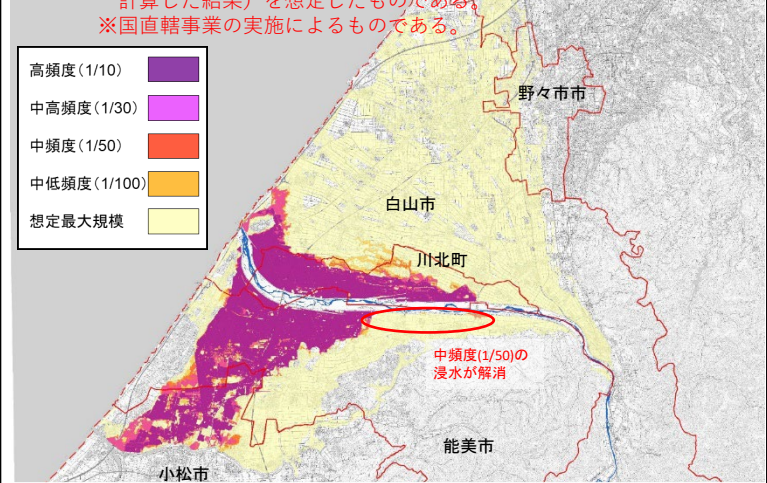 計算した結果)を想定したものである。
※国直轄事業の実施によるものである。
高頻度(1/10)
中高頻度(1/30)
中頻度(1/50)
中低頻度(1/100)
想定最大規模
野々市市
白山市
川北町
中頻度(1/50)の
浸水が解消
能美市
小松市